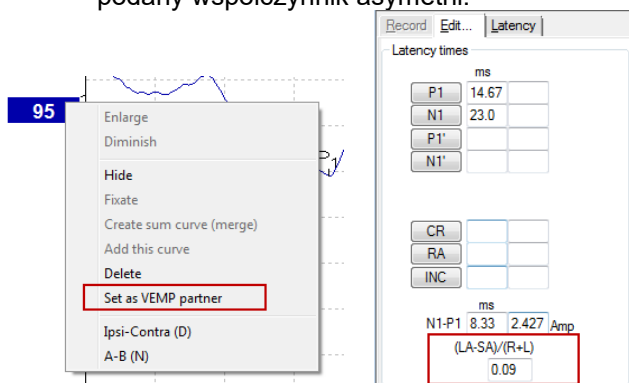 podany współczynnik asymetrii.
95
P1
Enlarge
Diminish
Hide
Fixate
Create sum curve (merge)
Add this curve
Delete
Set as VEMP partner
Ipsi-Contra (D)
A-B (N)
Record Edit... Latency
Latency times
ms
P1 14.67
N1 23.0
P1'
N1'
CR
RA
INC
ms
N1-P1 8.33 2.427 Amp
(LA-SA)/(R+L)
0.09